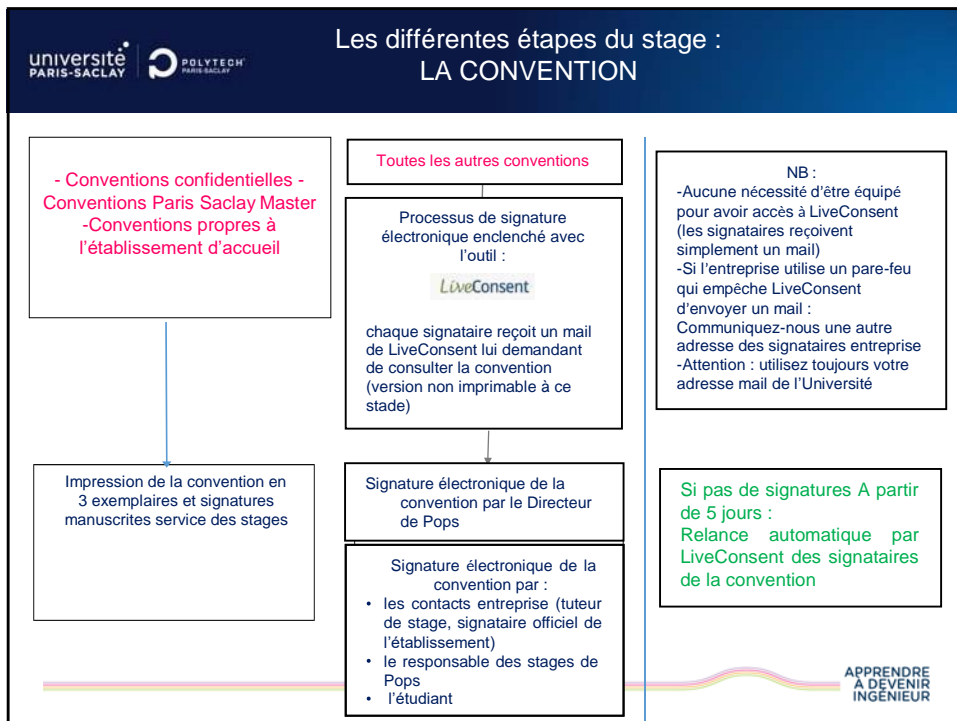 université
PARIS-SACLAY
POLYTECH
PARIS-SACLAY
Les différentes étapes du stage :
LA CONVENTION
- Conventions confidentielles -
Conventions Paris Saclay Master
-Conventions propres à
l’établissement d’accueil
Impression de la convention en
3 exemplaires et signatures
manuscrites service des stages
Toutes les autres conventions
Processus de signature
électronique enclenché avec
l’outil :
LiveConsent
chaque signataire reçoit un mail
de LiveConsent lui demandant
de consulter la convention
(version non imprimable à ce
stade)
Signature électronique de la
convention par le Directeur
de Pops
Signature électronique de la
convention par :
• les contacts entreprise (tuteur
de stage, signataire officiel de
l’établissement)
• le responsable des stages de
Pops
• l’étudiant
NB :
-Aucune nécessité d’être équipé
pour avoir accès à LiveConsent
(les signataires reçoivent
simplement un mail)
-Si l’entreprise utilise un pare-feu
qui empêche LiveConsent
d’envoyer un mail :
Communiquez-nous une autre
adresse des signataires entreprise
-Attention : utilisez toujours votre
adresse mail de l’Université
Si pas de signatures A partir
de 5 jours :
Relance automatique par
LiveConsent des signataires
de la convention
APPRENDRE
À DEVENIR
INGÉNIEUR